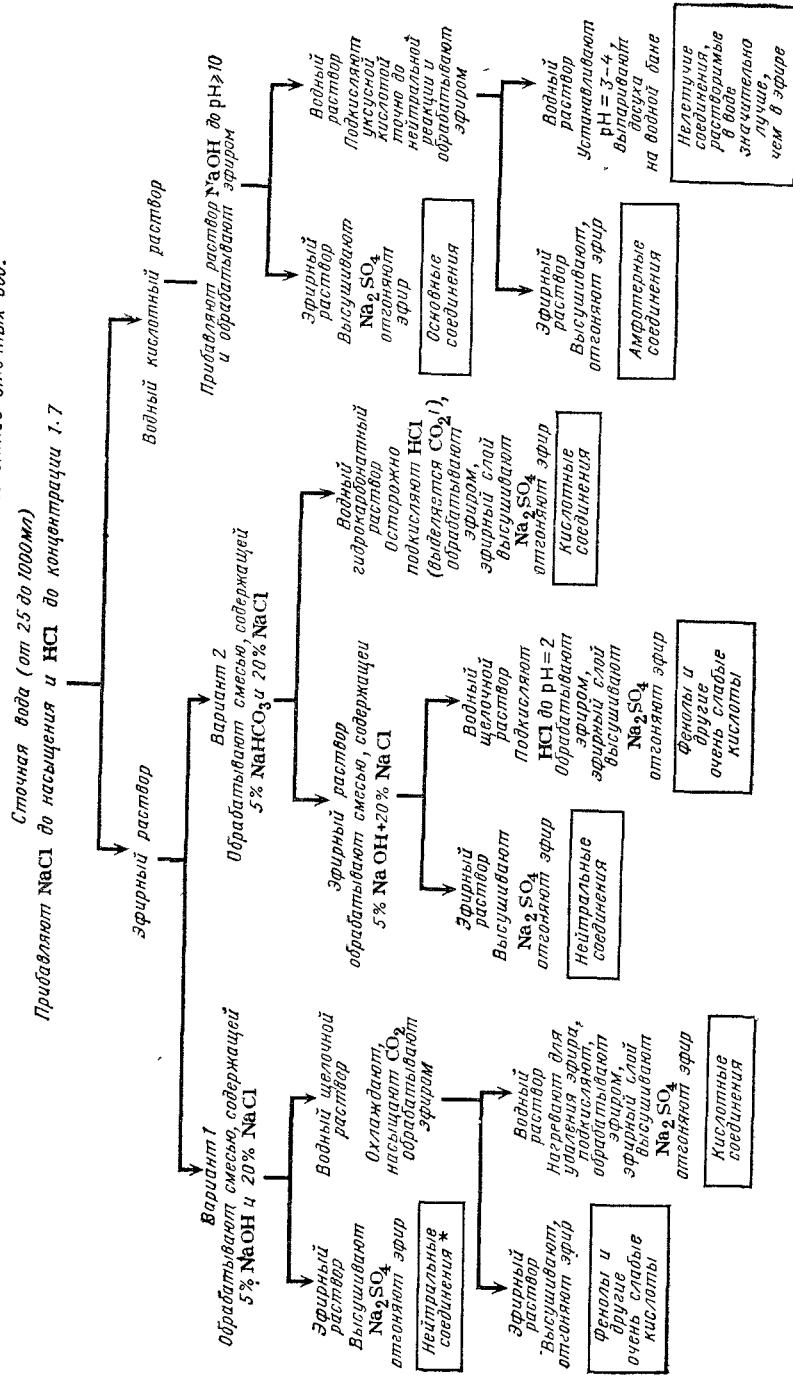 сточных вод.
Сточная вода (от 25 до 1000мл)
Прибавляют NaCl до насыщения и HCl до концентрации 1.7
Эфирный раствор
Водный кислотный раствор
Вариант 1
Обрабатывают смесью, содержащей
5% NaOH и 20% NaCl
Вариант 2
Обрабатывают смесью, содержащей
5% NaHCO3 и 20% NaCl
Прибавляют раствор NaOH до pH⩾10
и обрабатывают эфиром
Эфирный
раствор
Высушивают
Na2SO4
отгоняют эфир
Нейтральные
соединения *
Водный щелочной
раствор
Охлаждают,
насыщают CO2
обрабатывают
эфиром
Эфирный
раствор
Высушивают,
отгоняют эфир
Фенолы и
другие
очень слабые
кислоты
Водный
раствор
Нагревают для
удаления эфира,
подкисляют,
обрабатывают
эфиром,
эфирный слой
высушивают
Na2SO4
отгоняют эфир
Кислотные
соединения
Эфирный раствор
обрабатывают смесью, содержащей
5% NaOH+20% NaCl
Эфирный
раствор
Высушивают
Na2SO4
отгоняют эфир
Нейтральные
соединения
Водный
щелочной
раствор
Подкисляют
HCl до pH=2
Обрабатывают
эфиром,
эфирный слой
высушивают
Na2SO4
отгоняют эфир
Фенолы и
другие
очень слабые
кислоты
Водный
гидрокарбонатный
раствор
Осторожно
подкисляют HCl
(выделяется CO2!),
обрабатывают
эфиром,
эфирный слой
высушивают
Na2SO4
отгоняют эфир
Кислотные
соединения
Эфирный
раствор
Высушивают
Na2SO4
отгоняют
эфир
Основные
соединения
Водный
раствор
Подкисляют
уксусной
кислотой
точно до
нейтральной
реакции и
обрабатывают
эфиром
Эфирный
раствор
Высушивают,
отгоняют эфир
Амфотерные
соединения
Водный
раствор
Устанавливают
pH=3-4,
выпаривают
досуха
на водной бане
Нелетучие
соединения,
растворимые
в воде
значительно
лучше,
чем в эфире